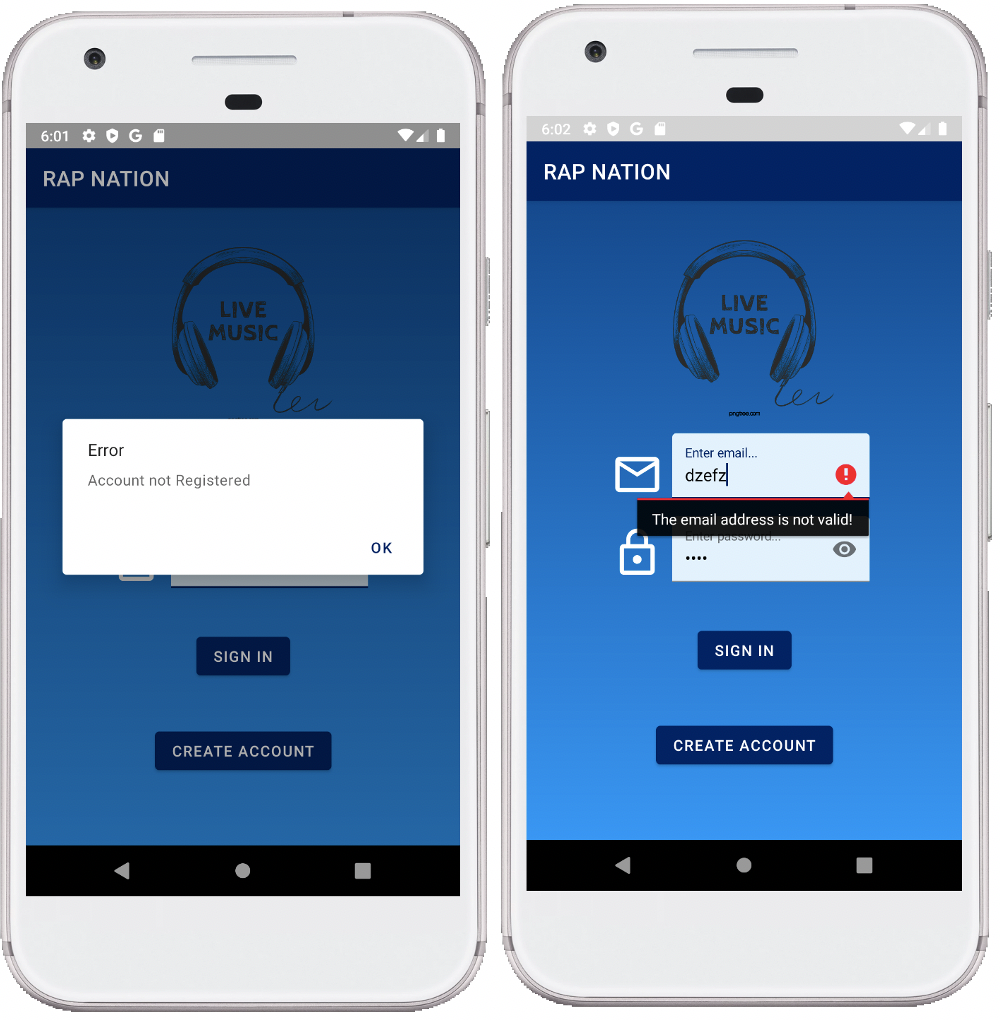 6:01
RAP NATION
LIVE
MUSIC
Error
Account not Registered
OK
SIGN IN
CREATE ACCOUNT
6:02
RAP NATION
LIVE
MUSIC
pngtree.com
Enter email...
dzefz
The email address is not valid!
Enter password...
••••
SIGN IN
CREATE ACCOUNT